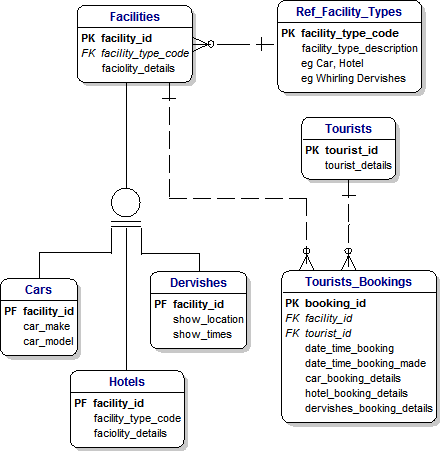 Facilities
PK facility_id
FK facility_type_code
faciolity_details
Ref_Facility_Types
PK facility_type_code
facility_type_description
eg Car, Hotel
eg Whirling Dervishes
Tourists
PK tourist_id
tourist_details
Cars
PF facility_id
car_make
car_model
Dervishes
PF facility_id
show_location
show_times
Hotels
PF facility_id
facility_type_code
faciolity_details
Tourists_Bookings
PK booking_id
FK facility_id
FK tourist_id
date_time_booking
date_time_booking_made
car_booking_details
hotel_booking_details
dervishes_booking_details